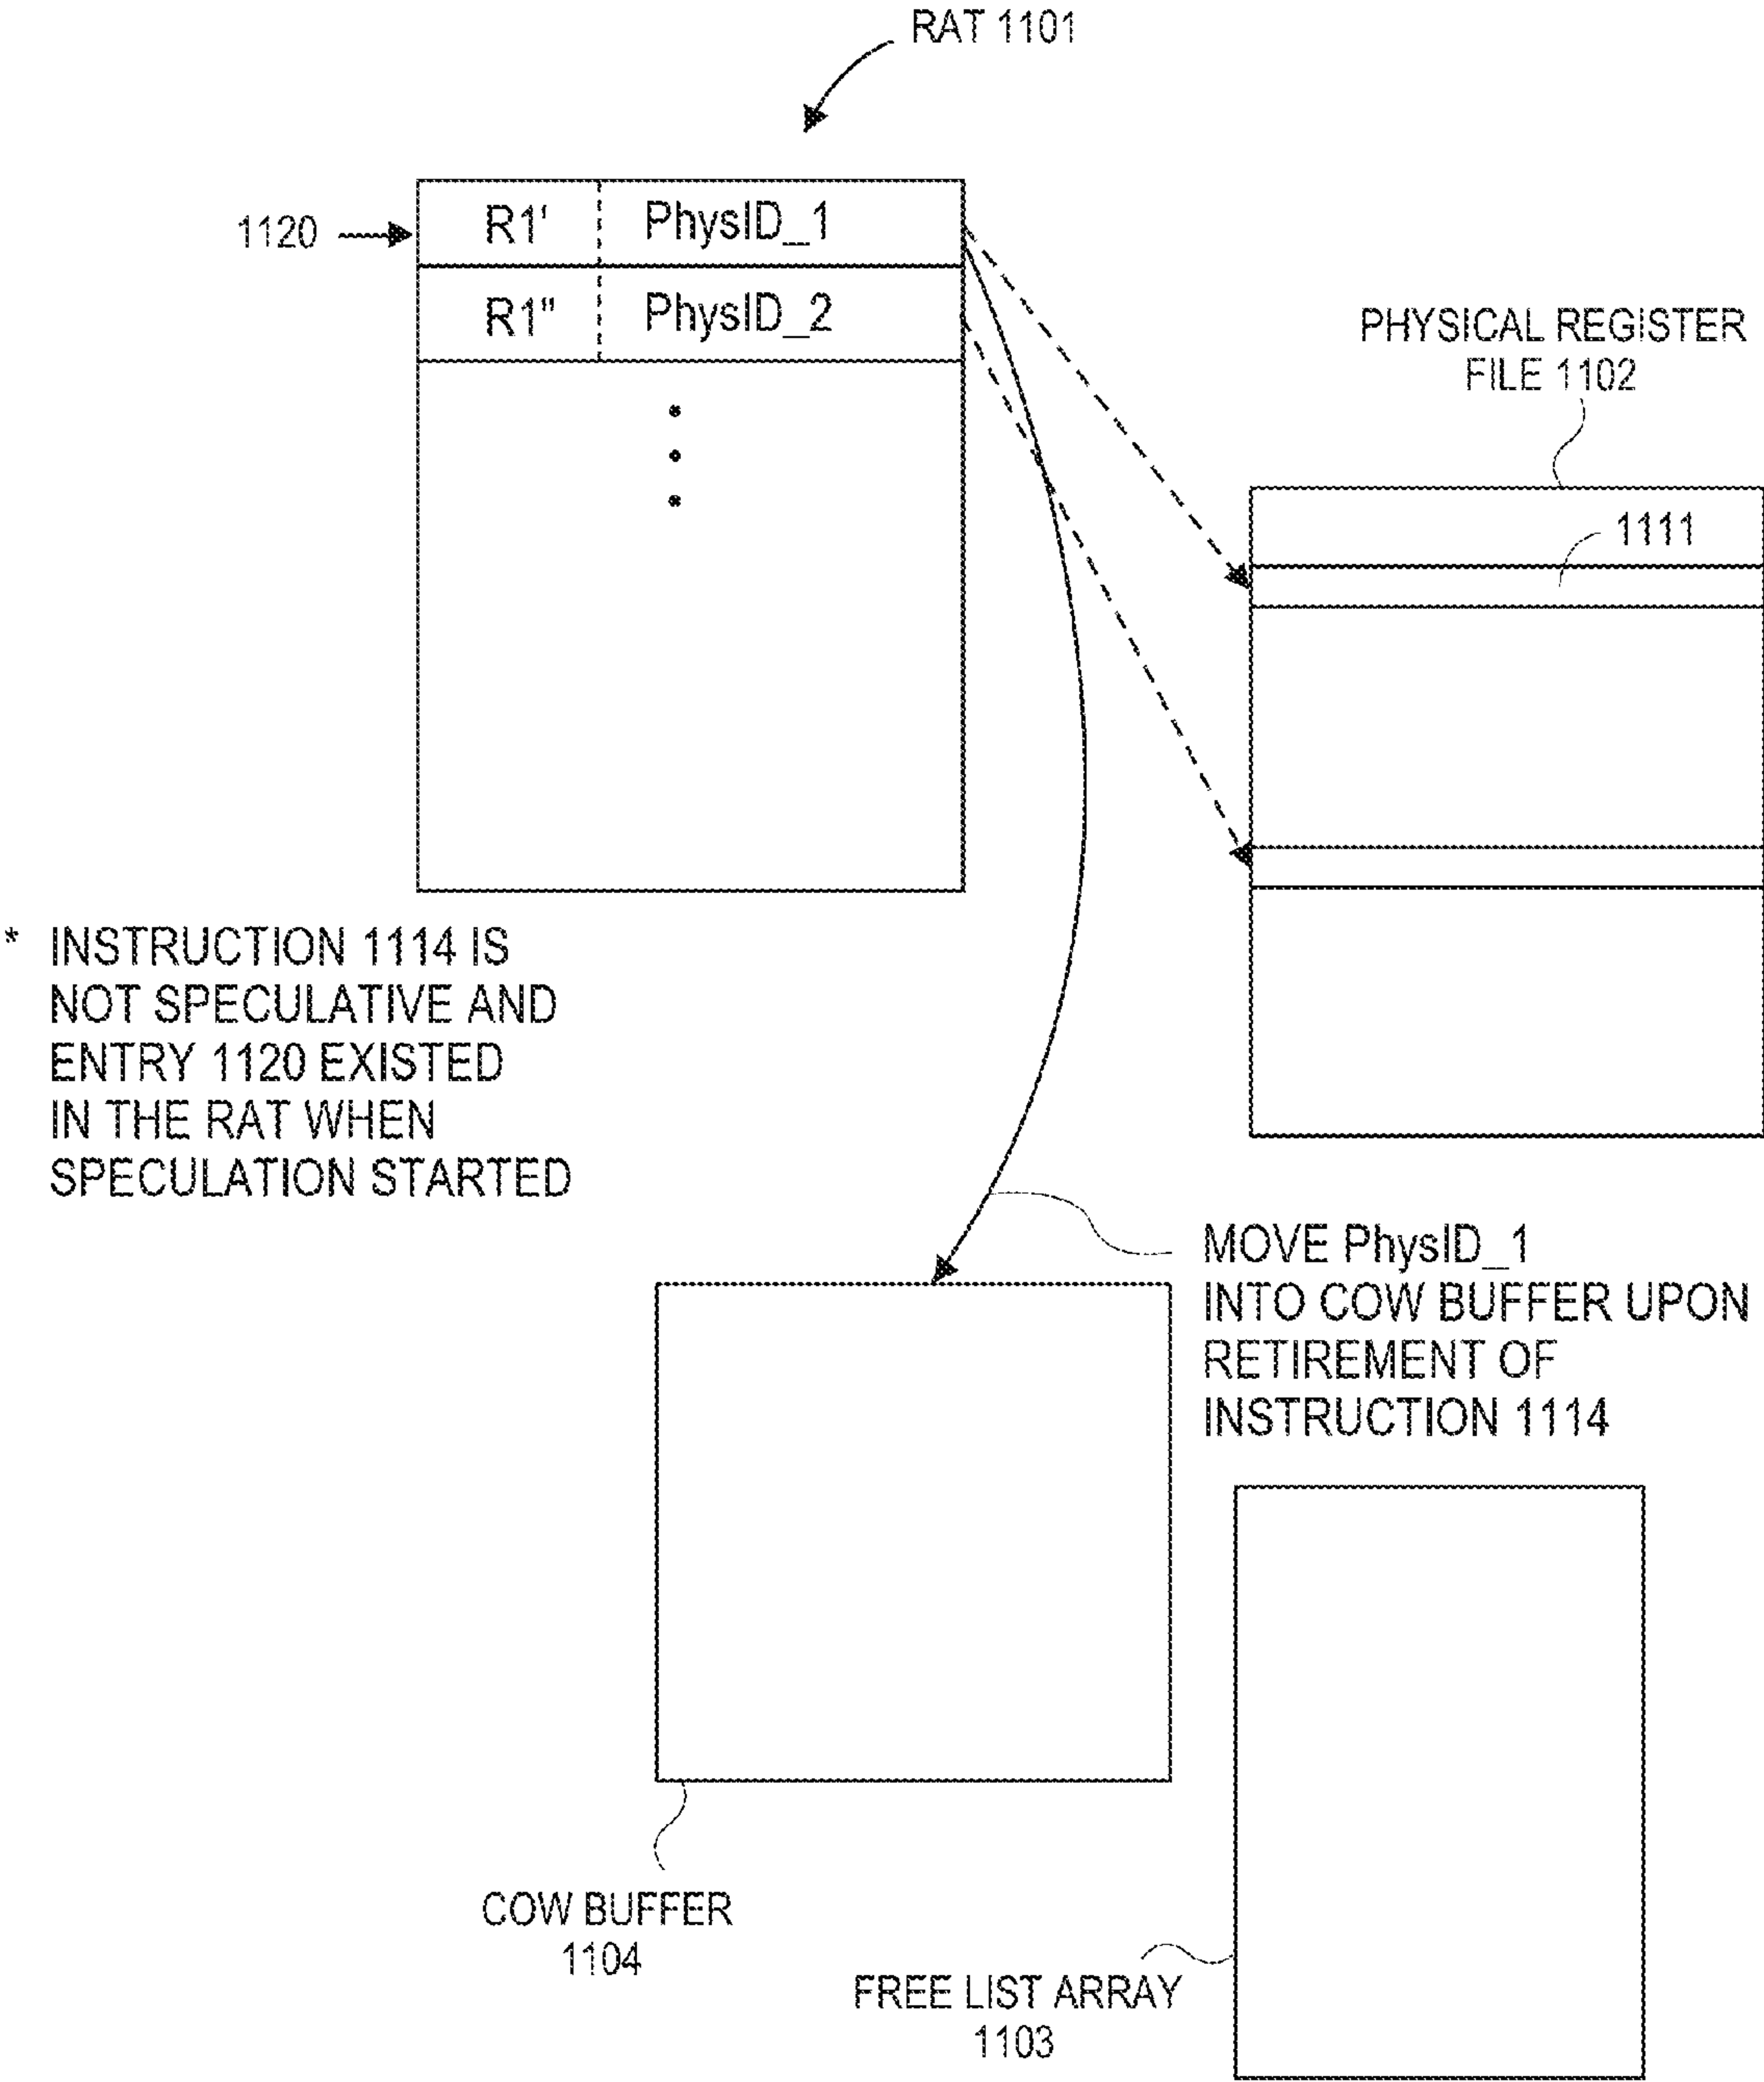 RAT 1101
1120
R1' PhysID_1
R1" PhysID_2
PHYSICAL REGISTER
FILE 1102
1111
* INSTRUCTION 1114 IS
NOT SPECULATIVE AND
ENTRY 1120 EXISTED
IN THE RAT WHEN
SPECULATION STARTED
MOVE PhysID_1
INTO COW BUFFER UPON
RETIREMENT OF
INSTRUCTION 1114
COW BUFFER
1104
FREE LIST ARRAY
1103